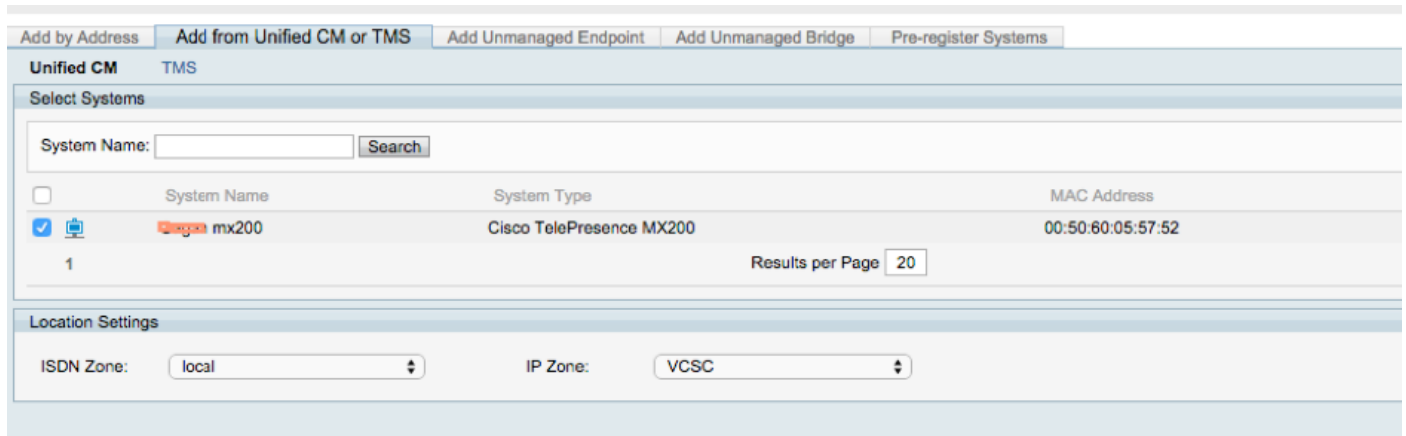 Add by Address Add from Unified CM or TMS Add Unmanaged Endpoint Add Unmanaged Bridge Pre-register Systems
Unified CM TMS
Select Systems
System Name: Search
System Name System Type MAC Address
mx200 Cisco TelePresence MX200 00:50:60:05:57:52
1 Results per Page 20
Location Settings
ISDN Zone: local IP Zone: VCSC